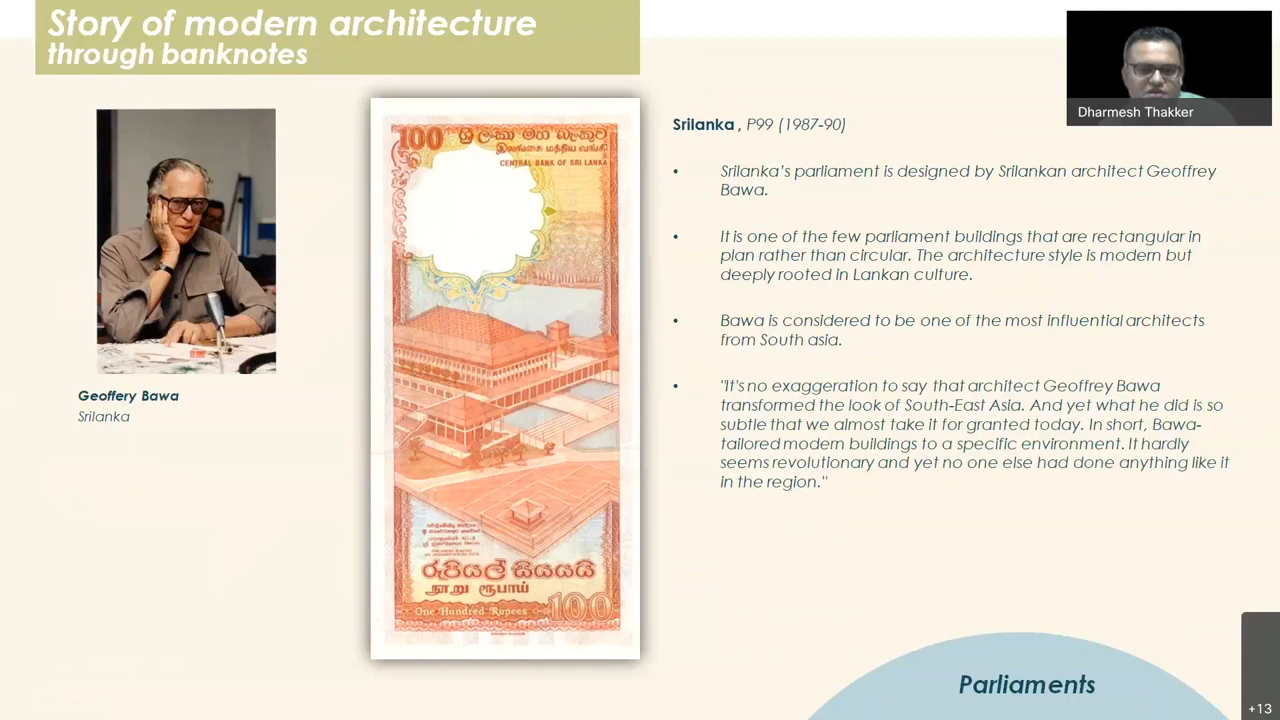 Story of modern architecture
through banknotes
Dharmesh Thakker
Geoffery Bawa
Srilanka
100 ශ්‍රී ලංකා මහ බැංකුව
இலங்கை மத்திய வங்கி
CENTRAL BANK OF SRI LANKA
රුපියල් සියයයි
நூறு ரூபாய்
One Hundred Rupees
100
Srilanka , P99 (1987-90)
• Srilanka's parliament is designed by Srilankan architect Geoffrey
Bawa.
• It is one of the few parliament buildings that are rectangular in
plan rather than circular. The architecture style is modern but
deeply rooted in Lankan culture.
• Bawa is considered to be one of the most influential architects
from South asia.
• "It's no exaggeration to say that architect Geoffrey Bawa
transformed the look of South-East Asia. And yet what he did is so
subtle that we almost take it for granted today. In short, Bawa-
tailored modern buildings to a specific environment. It hardly
seems revolutionary and yet no one else had done anything like it
in the region."
Parliaments
+13